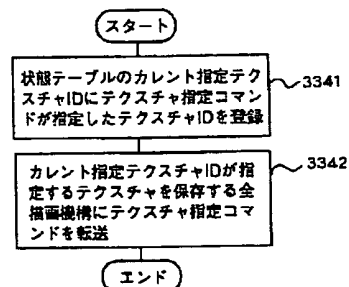 スタート
状態テーブルのカレント指定テク
スチャIDにテクスチャ指定コマン
ドが指定したテクスチャIDを登録
3341
カレント指定テクスチャIDが指
定するテクスチャを保存する全
描画機構にテクスチャ指定コマ
ンドを転送
3342
エンド